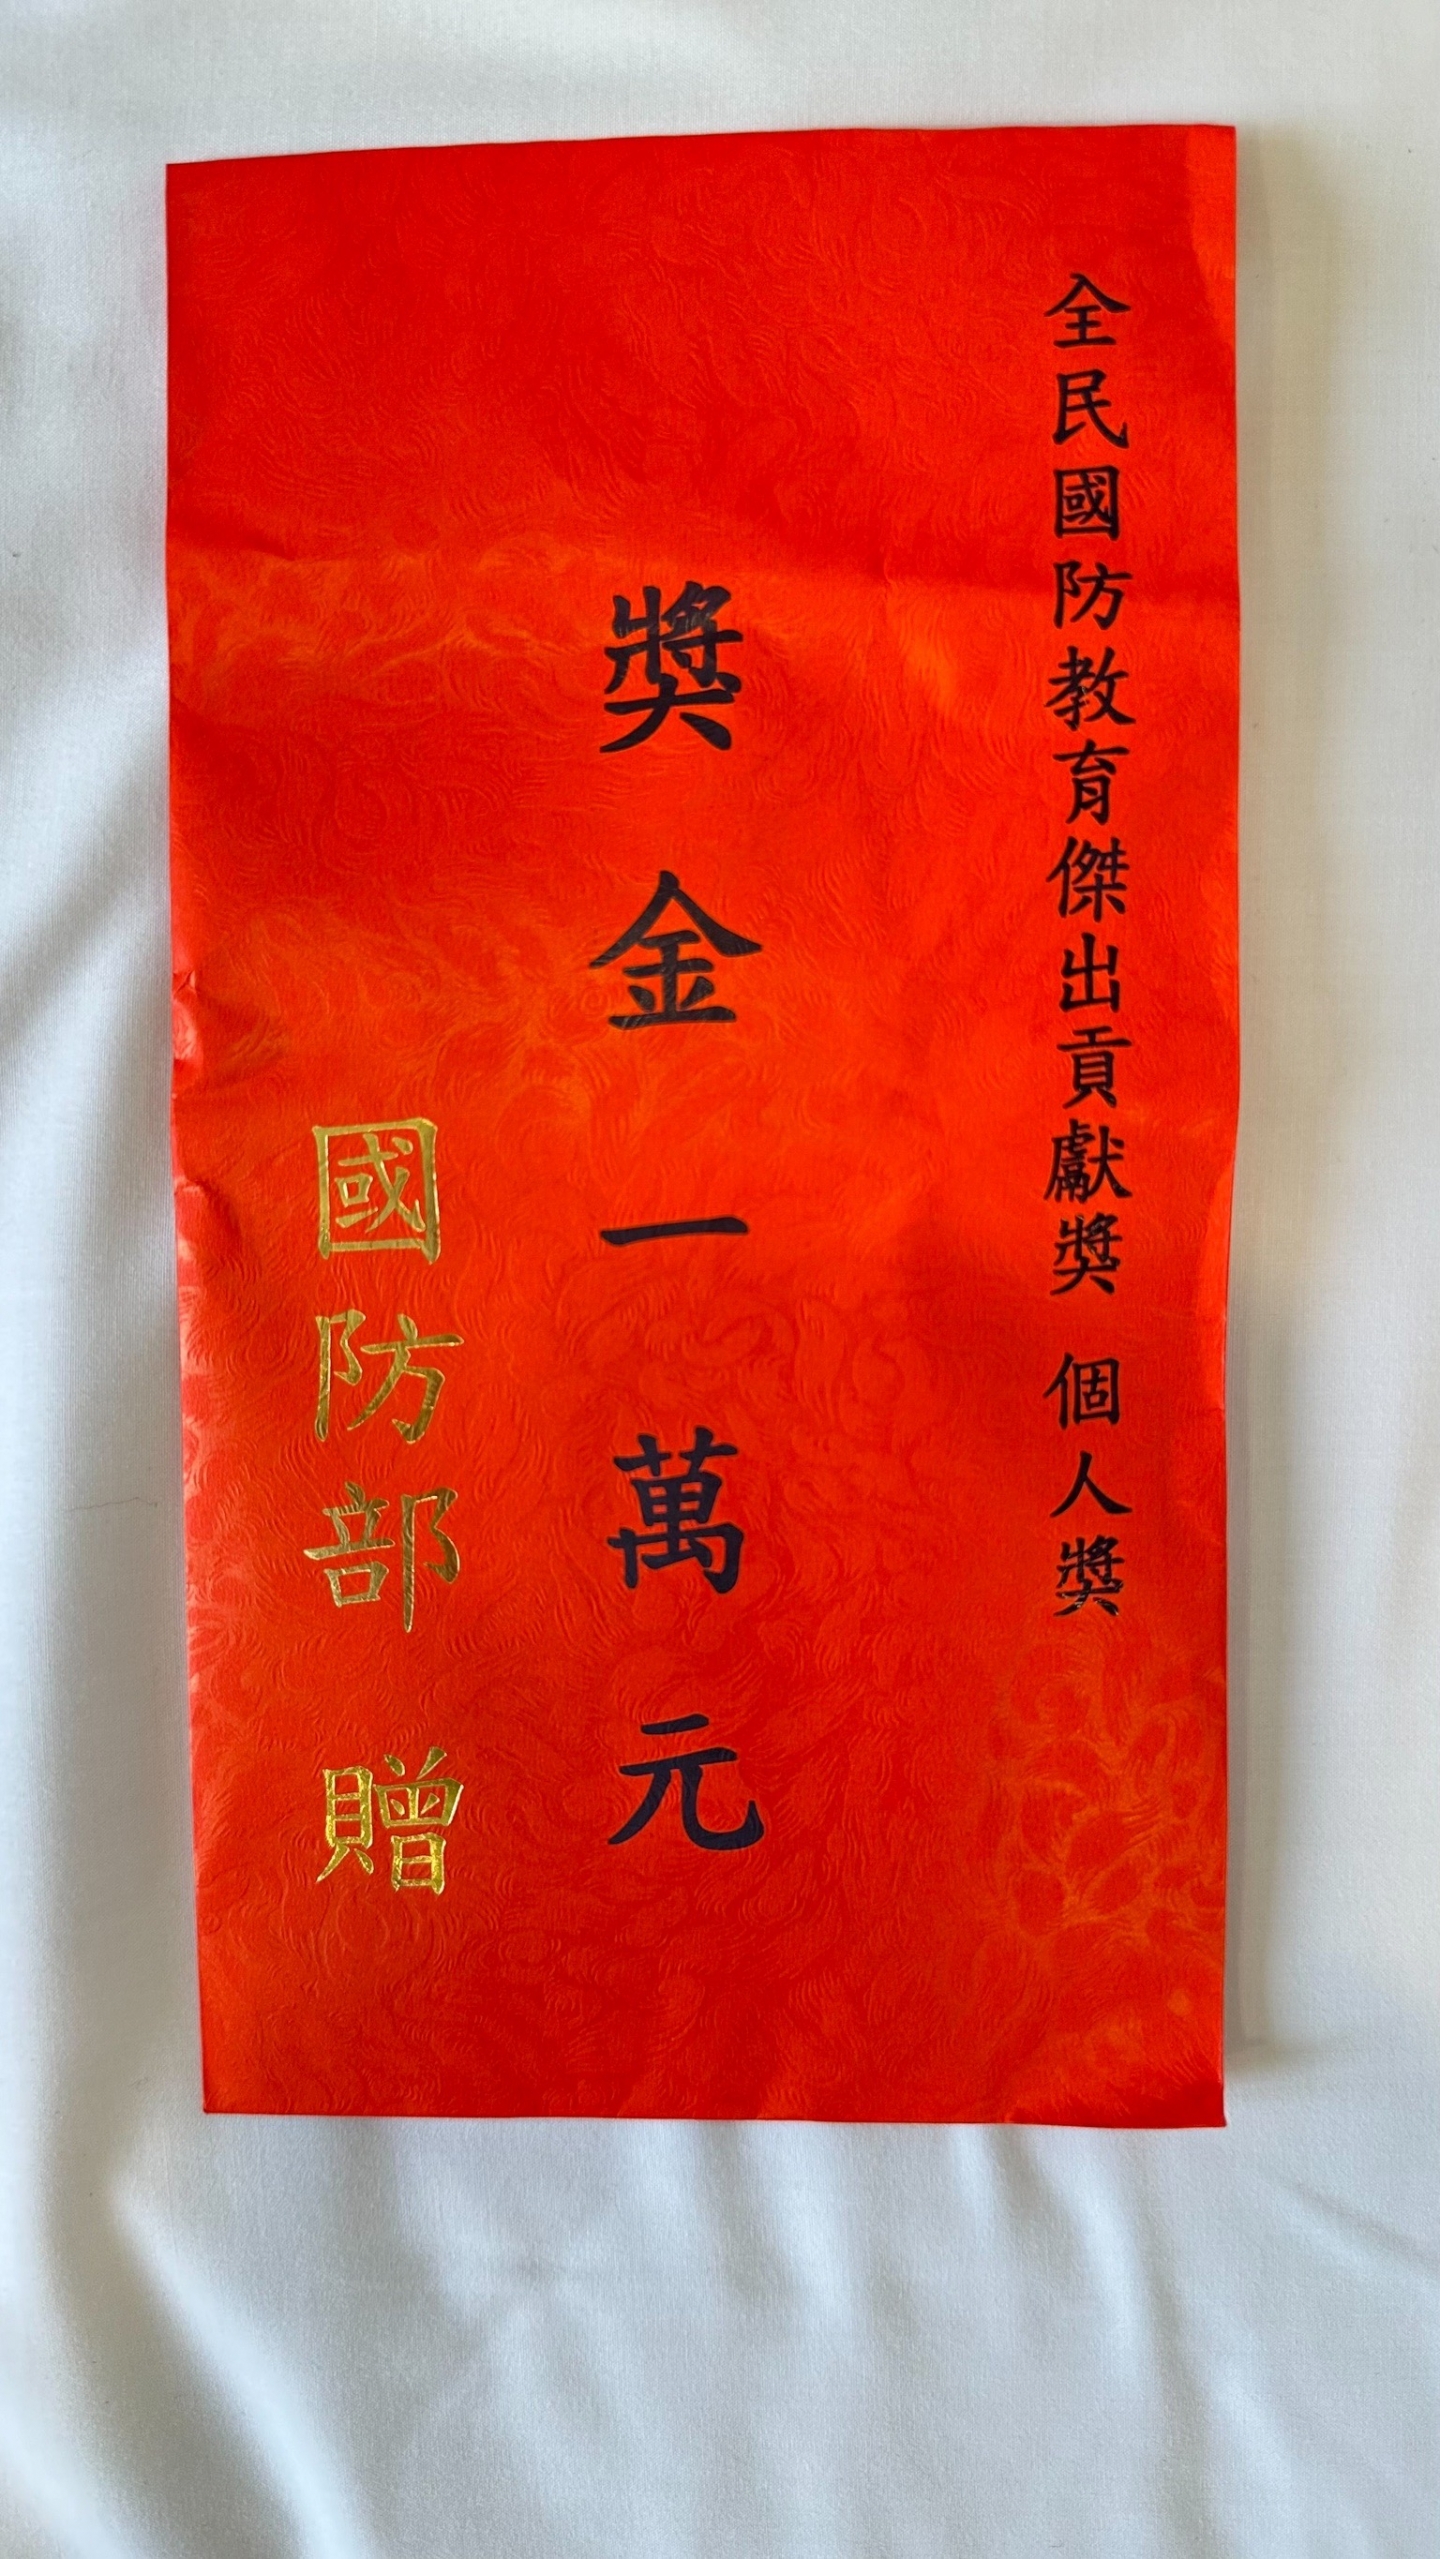 全民國防教育傑出貢獻獎 個人獎
獎金一萬元
國防部 贈